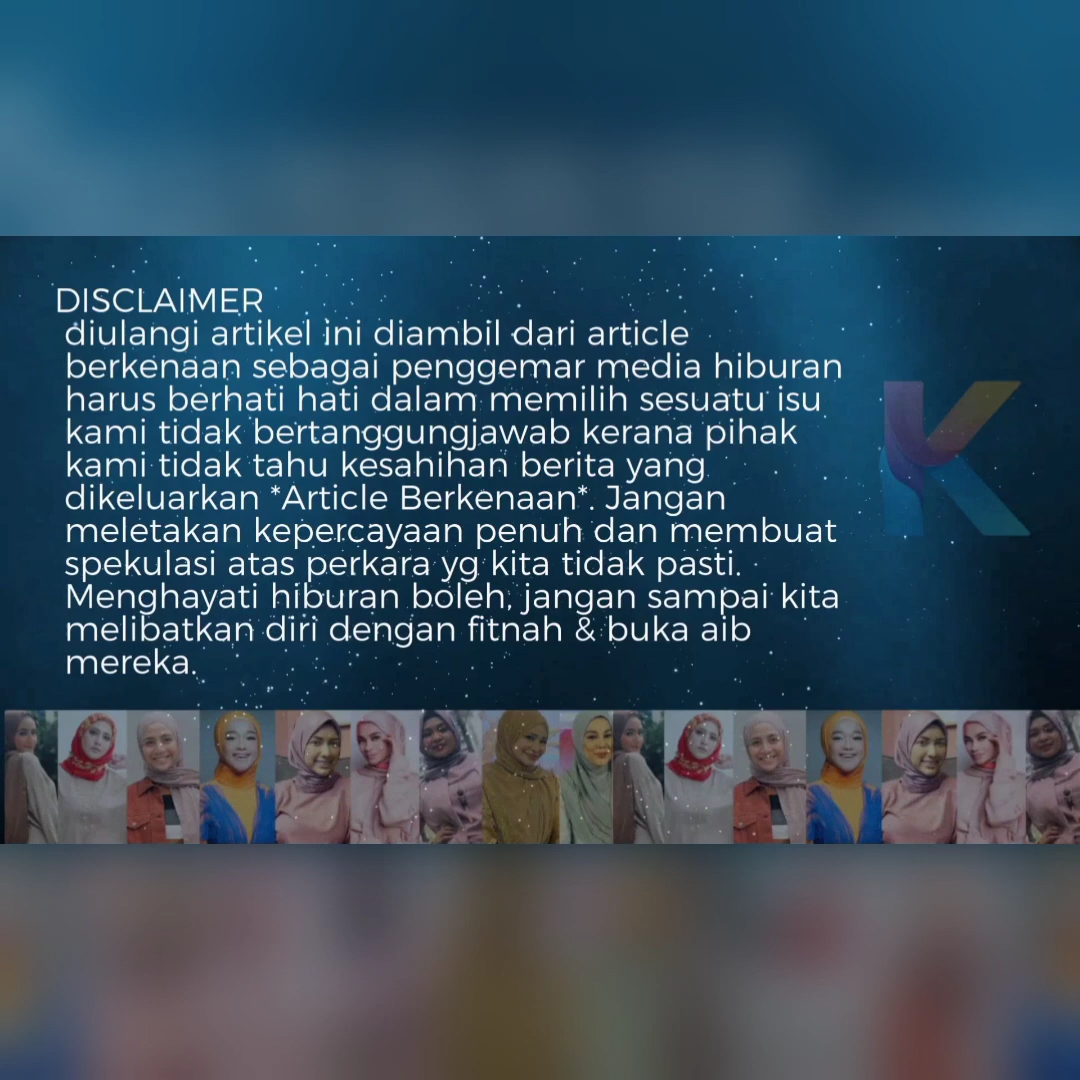 DISCLAIMER
diulangi artikel ini diambil dari article
berkenaan sebagai penggemar media hiburan
harus berhati hati dalam memilih sesuatu isu
kami tidak bertanggungjawab kerana pihak
kami tidak tahu kesahihan berita yang
dikeluarkan *Article Berkenaan*. Jangan
meletakan kepercayaan penuh dan membuat
spekulasi atas perkara yg kita tidak pasti.
Menghayati hiburan boleh, jangan sampai kita
melibatkan diri dengan fitnah & buka aib
mereka.
K